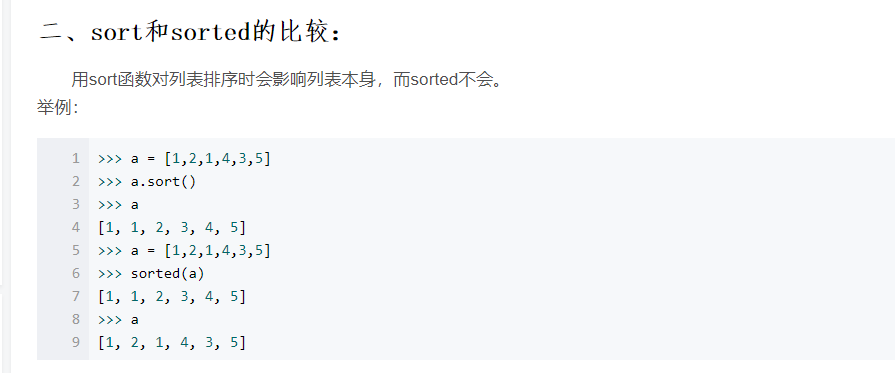 二、sort和sorted的比较：
用sort函数对列表排序时会影响列表本身，而sorted不会。
举例：
1 >>> a = [1,2,1,4,3,5]
2 >>> a.sort()
3 >>> a
4 [1, 1, 2, 3, 4, 5]
5 >>> a = [1,2,1,4,3,5]
6 >>> sorted(a)
7 [1, 1, 2, 3, 4, 5]
8 >>> a
9 [1, 2, 1, 4, 3, 5]